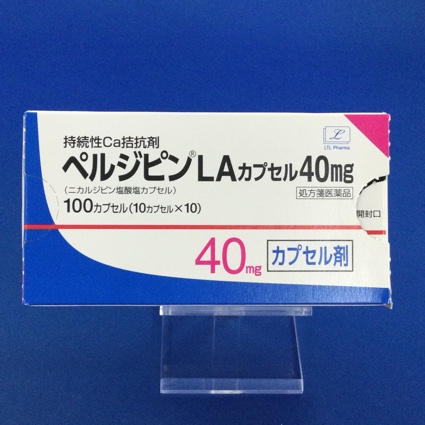 持続性Ca拮抗剤
ペルジピン®LAカプセル40mg
(ニカルジピン塩酸塩カプセル)
処方箋医薬品
100カプセル(10カプセル×10)
開封口
40mg カプセル剤
L
LTL Pharma